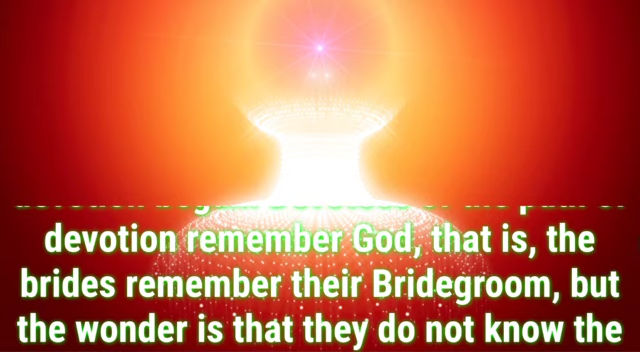 devotion remember God, that is, the
brides remember their Bridegroom, but
the wonder is that they do not know the